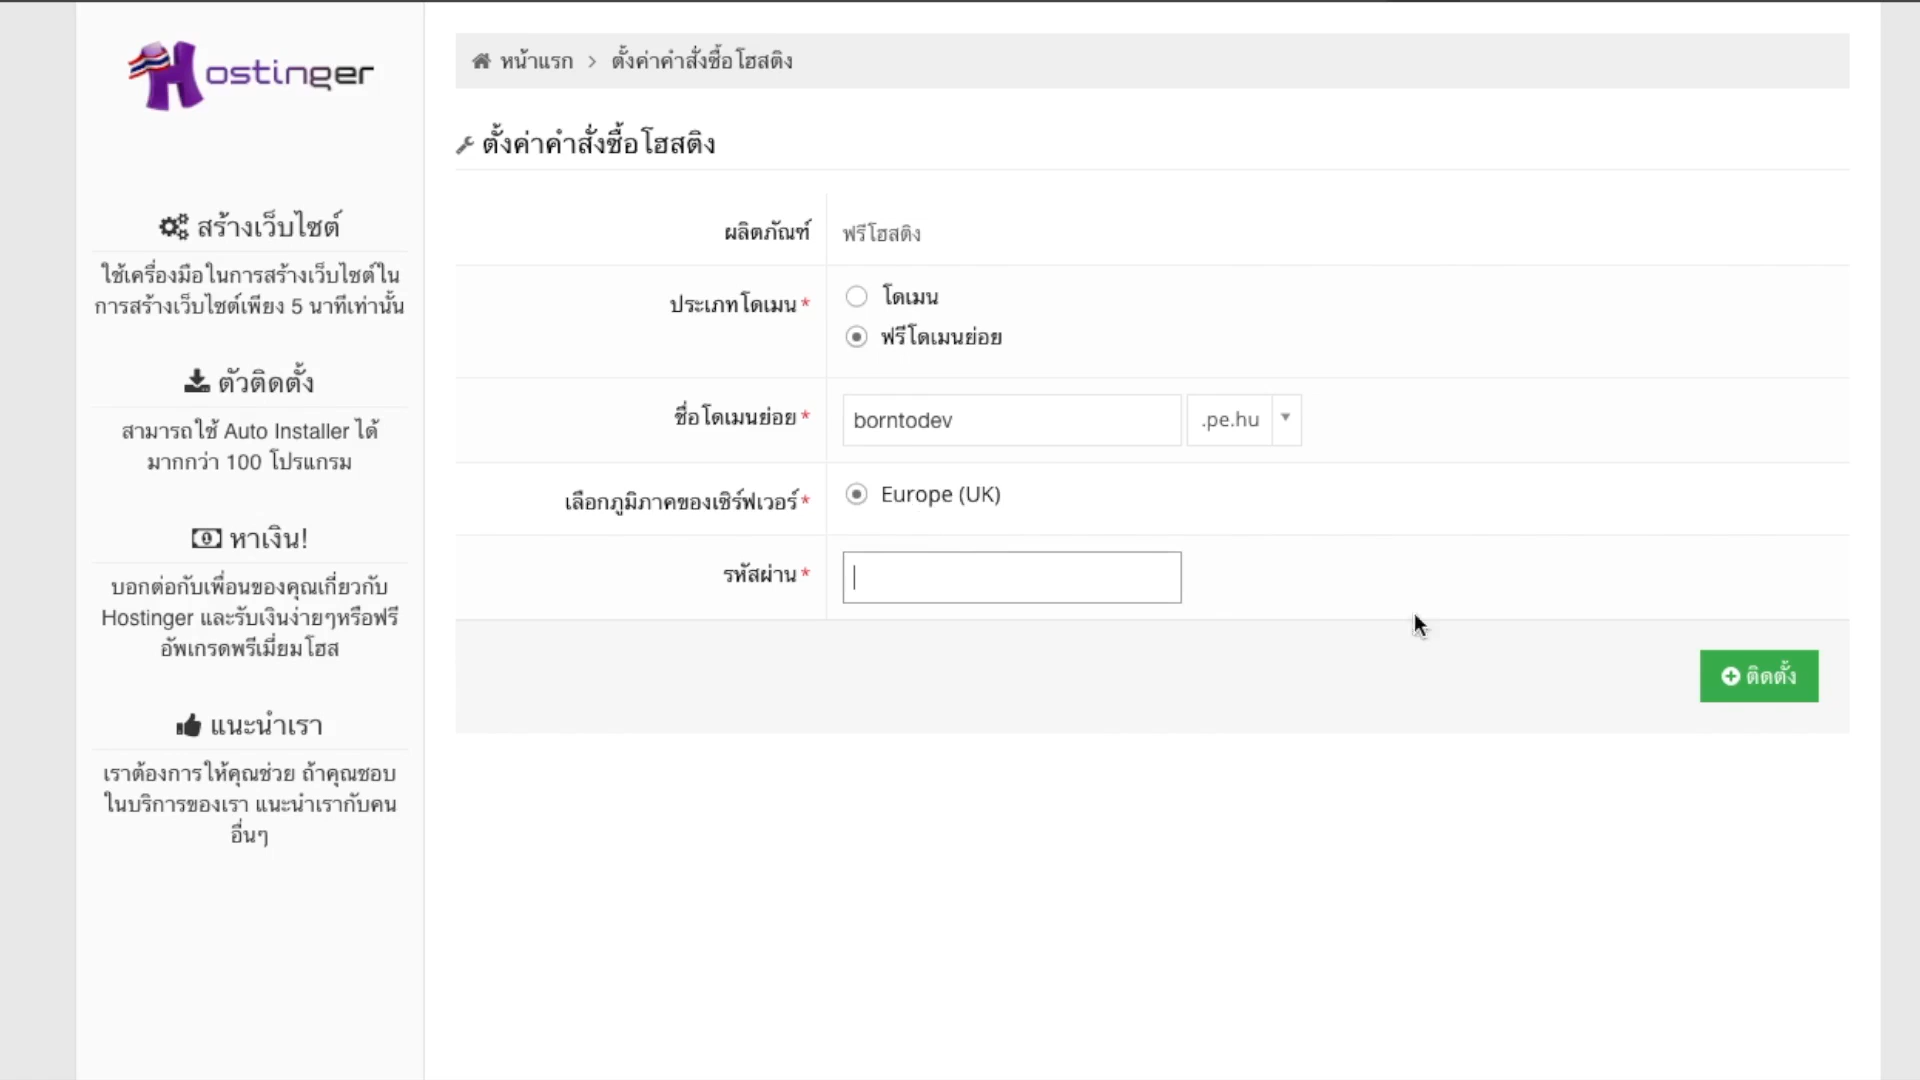 Hostinger
สร้างเว็บไซต์
ใช้เครื่องมือในการสร้างเว็บไซต์ใน
การสร้างเว็บไซต์เพียง 5 นาทีเท่านั้น
ตัวติดตั้ง
สามารถใช้ Auto Installer ได้
มากกว่า 100 โปรแกรม
หาเงิน!
บอกต่อกับเพื่อนของคุณเกี่ยวกับ
Hostinger และรับเงินง่ายๆหรือฟรี
อัพเกรดพรีเมี่ยมโฮส
แนะนำเรา
เราต้องการให้คุณช่วย ถ้าคุณชอบ
ในบริการของเรา แนะนำเรากับคน
อื่นๆ
หน้าแรก > ตั้งค่าคำสั่งซื้อโฮสติง
ตั้งค่าคำสั่งซื้อโฮสติง
ผลิตภัณฑ์ ฟรีโฮสติง
ประเภทโดเมน * โดเมน
ฟรีโดเมนย่อย
ชื่อโดเมนย่อย * borntodev .pe.hu
เลือกภูมิภาคของเซิร์ฟเวอร์ * Europe (UK)
รหัสผ่าน *
ติดตั้ง